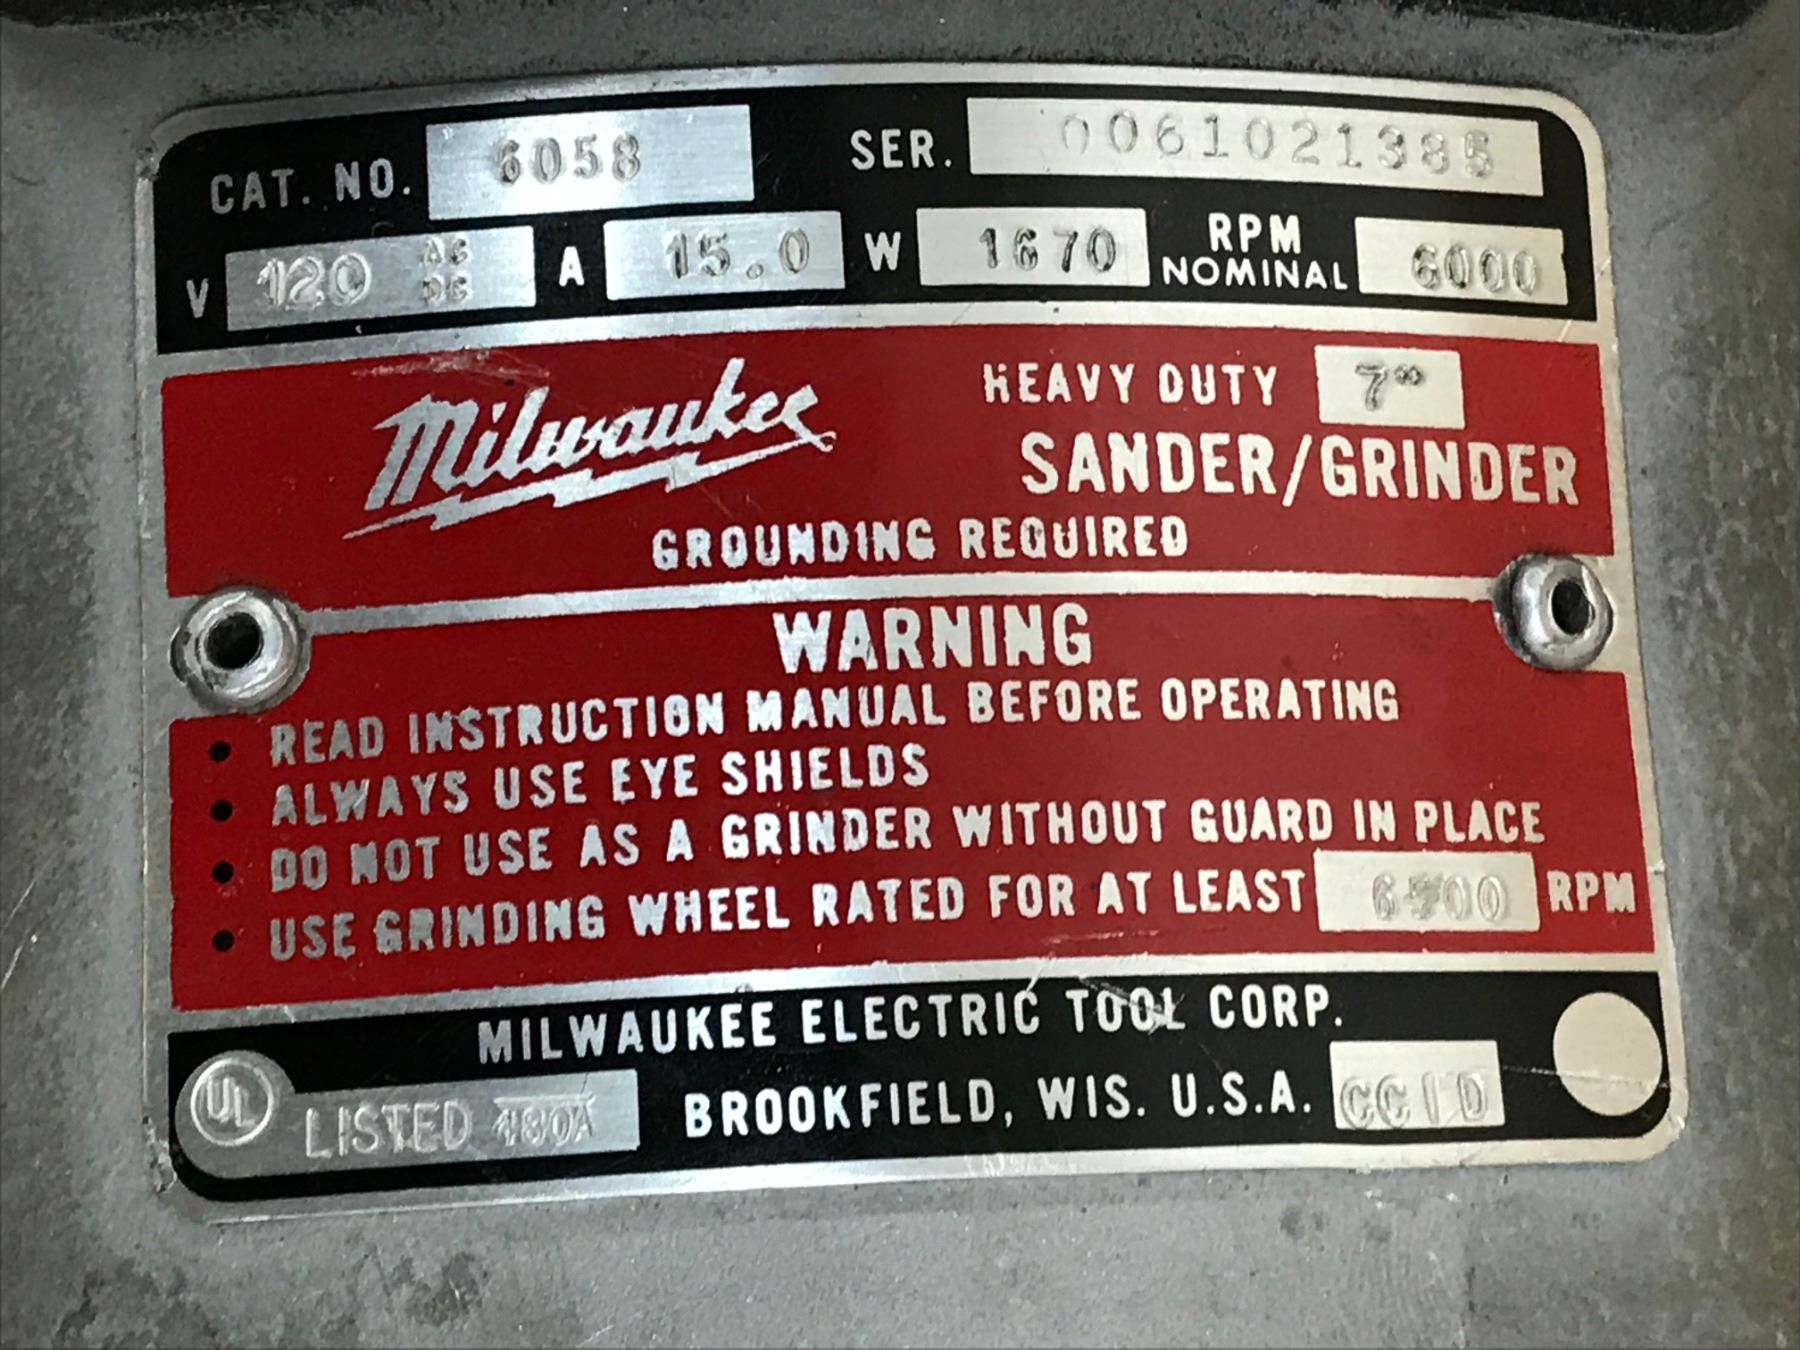 CAT. NO. 6058 SER. 0061021385
V 120 AC DC A 15.0 W 1670 RPM NOMINAL 6000
Milwaukee HEAVY DUTY 7"
SANDER/GRINDER
GROUNDING REQUIRED
WARNING
• READ INSTRUCTION MANUAL BEFORE OPERATING
• ALWAYS USE EYE SHIELDS
• DO NOT USE AS A GRINDER WITHOUT GUARD IN PLACE
• USE GRINDING WHEEL RATED FOR AT LEAST RPM
MILWAUKEE ELECTRIC TOOL CORP.
UL LISTED 480A BROOKFIELD, WIS. U.S.A. CCID